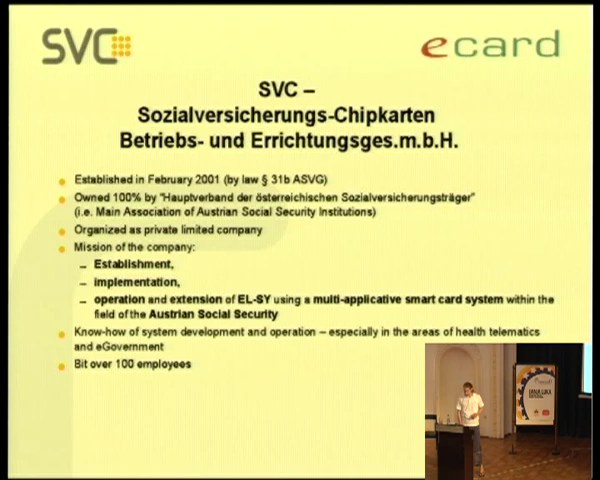 SVC
ecard
SVC –
Sozialversicherungs-Chipkarten
Betriebs- und Errichtungsges.m.b.H.
Established in February 2001 (by law § 31b ASVG)
Owned 100% by "Hauptverband der österreichischen Sozialversicherungsträger"
(i.e. Main Association of Austrian Social Security Institutions)
Organized as private limited company
Mission of the company:
– Establishment,
– implementation,
– operation and extension of EL-SY using a multi-applicative smart card system within the
field of the Austrian Social Security
Know-how of system development and operation – especially in the areas of health telematics
and eGovernment
Bit over 100 employees